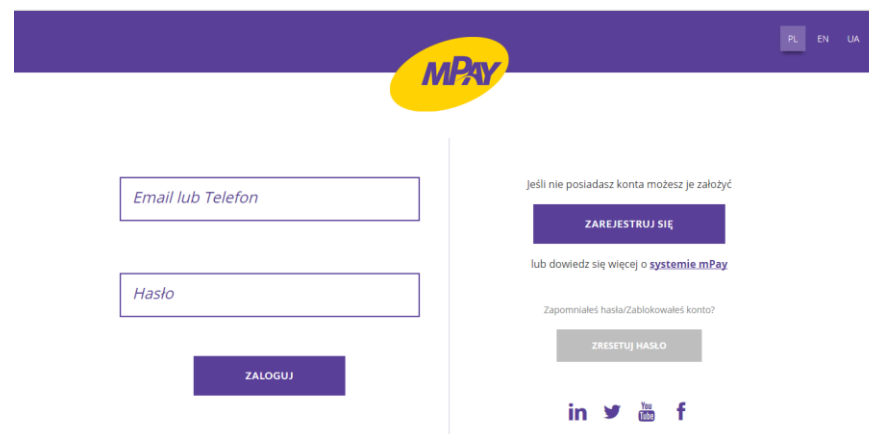 PL EN UA
mPAY
Email lub Telefon
Hasło
ZALOGUJ
Jeśli nie posiadasz konta możesz je założyć
ZAREJESTRUJ SIĘ
lub dowiedz się więcej o systemie mPay
Zapomniałeś hasła/Zablokowałeś konto?
ZRESETUJ HASŁO
in You Tube f